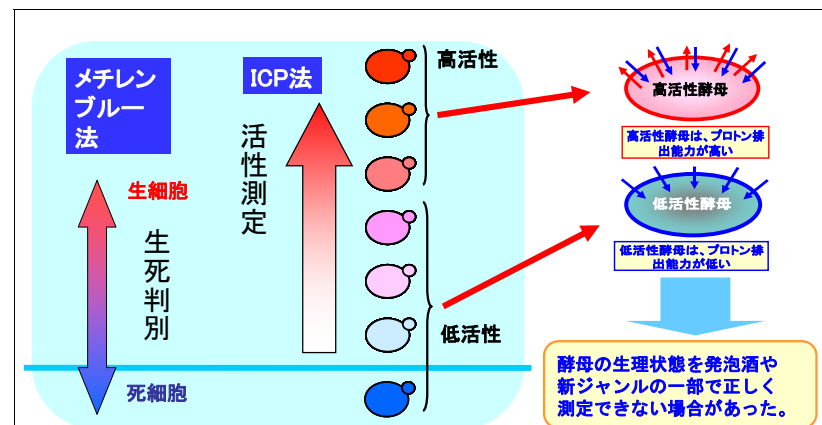 メチレン
ブルー
法
ICP法
高活性
活性測定
生細胞
生死判別
低活性
死細胞
高活性酵母
高活性酵母は、プロトン排
出能力が高い
低活性酵母
低活性酵母は、プロトン排
出能力が低い
酵母の生理状態を発泡酒や
新ジャンルの一部で正しく
測定できない場合があった。